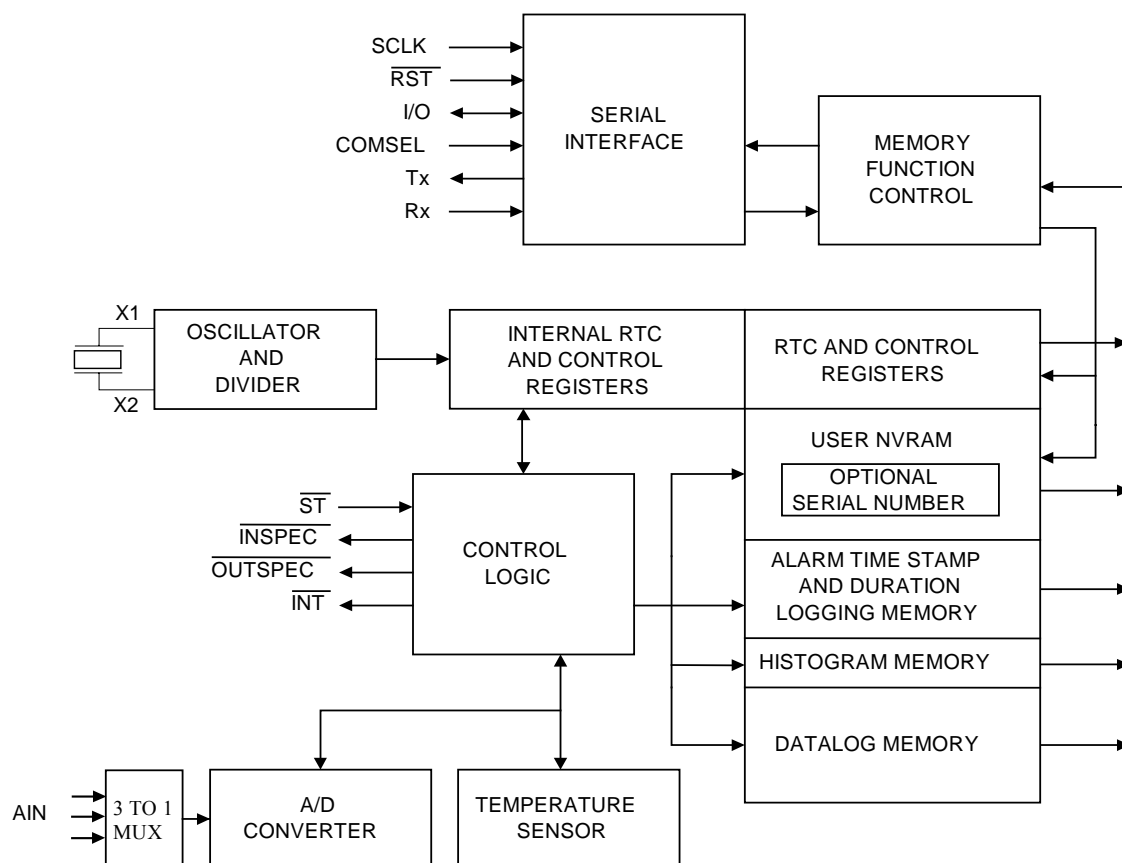 SCLK
RST
I/O
COMSEL
Tx
Rx
SERIAL
INTERFACE
MEMORY
FUNCTION
CONTROL
X1
X2
OSCILLATOR
AND
DIVIDER
INTERNAL RTC
AND CONTROL
REGISTERS
RTC AND CONTROL
REGISTERS
USER NVRAM
OPTIONAL
SERIAL NUMBER
ST
INSPEC
OUTSPEC
INT
CONTROL
LOGIC
ALARM TIME STAMP
AND DURATION
LOGGING MEMORY
HISTOGRAM MEMORY
DATALOG MEMORY
AIN
3 TO 1
MUX
A/D
CONVERTER
TEMPERATURE
SENSOR